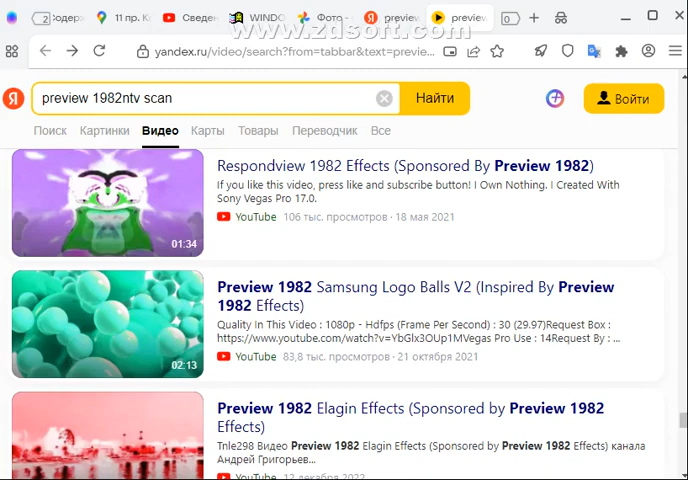 2
Содерж
11 пр. К
Сведен
WINDO
Фото -
preview
preview
0
www.zdsoft.com
yandex.ru/video/search?from=tabbar&text=previe...
Я preview 1982ntv scan
Найти
Войти
Поиск Картинки Видео Карты Товары Переводчик Все
Respondview 1982 Effects (Sponsored By Preview 1982)
If you like this video, press like and subscribe button! I Own Nothing. I Created With
Sony Vegas Pro 17.0.
YouTube 106 тыс. просмотров · 18 мая 2021
01:34
Preview 1982 Samsung Logo Balls V2 (Inspired By Preview
1982 Effects)
Quality In This Video : 1080p - Hdfps (Frame Per Second) : 30 (29.97)Request Box :
https://www.youtube.com/watch?v=YbGIx3OUp1MVegas Pro Use : 14Request By : ...
YouTube 83,8 тыс. просмотров · 21 октября 2021
02:13
Preview 1982 Elagin Effects (Sponsored by Preview 1982
Effects)
Tnle298 Видео Preview 1982 Elagin Effects (Sponsored by Preview 1982 Effects) канала
Андрей Григорьев...
YouTube 12 декабря 2022